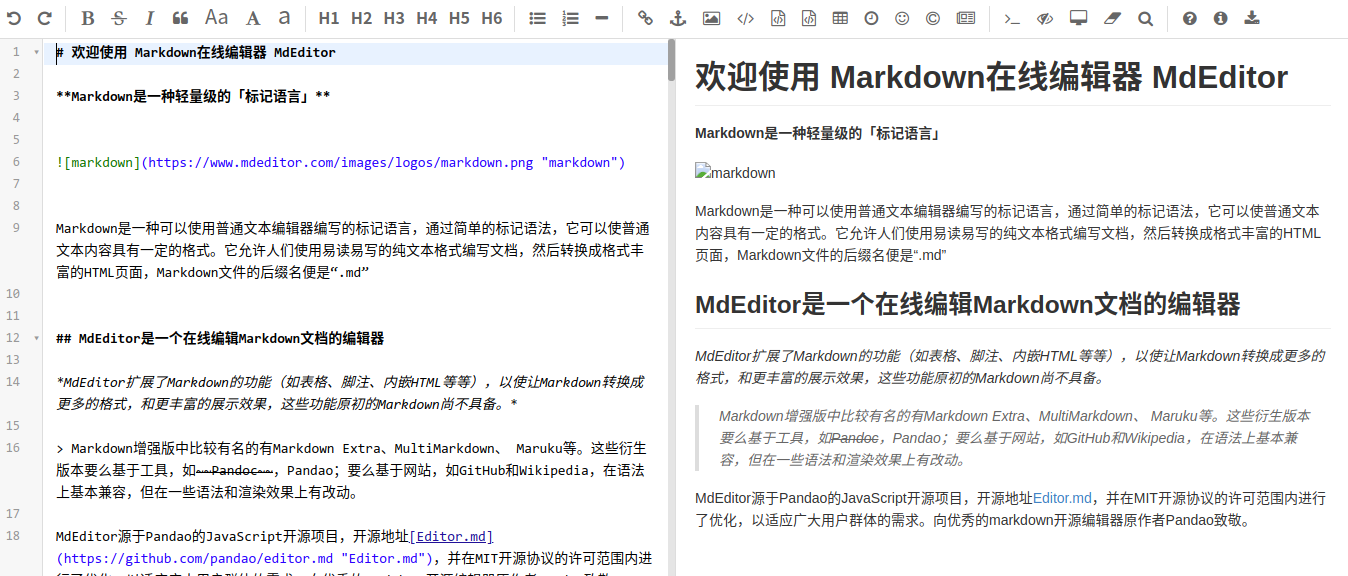 B S I Aa A a H1 H2 H3 H4 H5 H6
1 # 欢迎使用 Markdown在线编辑器 MdEditor
2
3 **Markdown是一种轻量级的「标记语言」**
4
5
6 ![markdown](https://www.mdeditor.com/images/logos/markdown.png "markdown")
7
8
9 Markdown是一种可以使用普通文本编辑器编写的标记语言，通过简单的标记语法，它可以使普通
文本内容具有一定的格式。它允许人们使用易读易写的纯文本格式编写文档，然后转换成格式丰
富的HTML页面，Markdown文件的后缀名便是“.md”
10
11
12 ## MdEditor是一个在线编辑Markdown文档的编辑器
13
14 *MdEditor扩展了Markdown的功能（如表格、脚注、内嵌HTML等等），以使让Markdown转换成
更多的格式，和更丰富的展示效果，这些功能原初的Markdown尚不具备。*
15
16 > Markdown增强版中比较有名的有Markdown Extra、MultiMarkdown、 Maruku等。这些衍生
版本要么基于工具，如~~Pandoc~~，Pandao；要么基于网站，如GitHub和Wikipedia，在语法
上基本兼容，但在一些语法和渲染效果上有改动。
17
18 MdEditor源于Pandao的JavaScript开源项目，开源地址[Editor.md]
(https://github.com/pandao/editor.md "Editor.md")，并在MIT开源协议的许可范围内进
欢迎使用 Markdown在线编辑器 MdEditor
Markdown是一种轻量级的「标记语言」
markdown
Markdown是一种可以使用普通文本编辑器编写的标记语言，通过简单的标记语法，它可以使普通文本
内容具有一定的格式。它允许人们使用易读易写的纯文本格式编写文档，然后转换成格式丰富的HTML
页面，Markdown文件的后缀名便是“.md”
MdEditor是一个在线编辑Markdown文档的编辑器
MdEditor扩展了Markdown的功能（如表格、脚注、内嵌HTML等等），以使让Markdown转换成更多的
格式，和更丰富的展示效果，这些功能原初的Markdown尚不具备。
Markdown增强版中比较有名的有Markdown Extra、MultiMarkdown、 Maruku等。这些衍生版本
要么基于工具，如Pandoc，Pandao；要么基于网站，如GitHub和Wikipedia，在语法上基本兼
容，但在一些语法和渲染效果上有改动。
MdEditor源于Pandao的JavaScript开源项目，开源地址Editor.md，并在MIT开源协议的许可范围内进行
了优化，以适应广大用户群体的需求。向优秀的markdown开源编辑器原作者Pandao致敬。